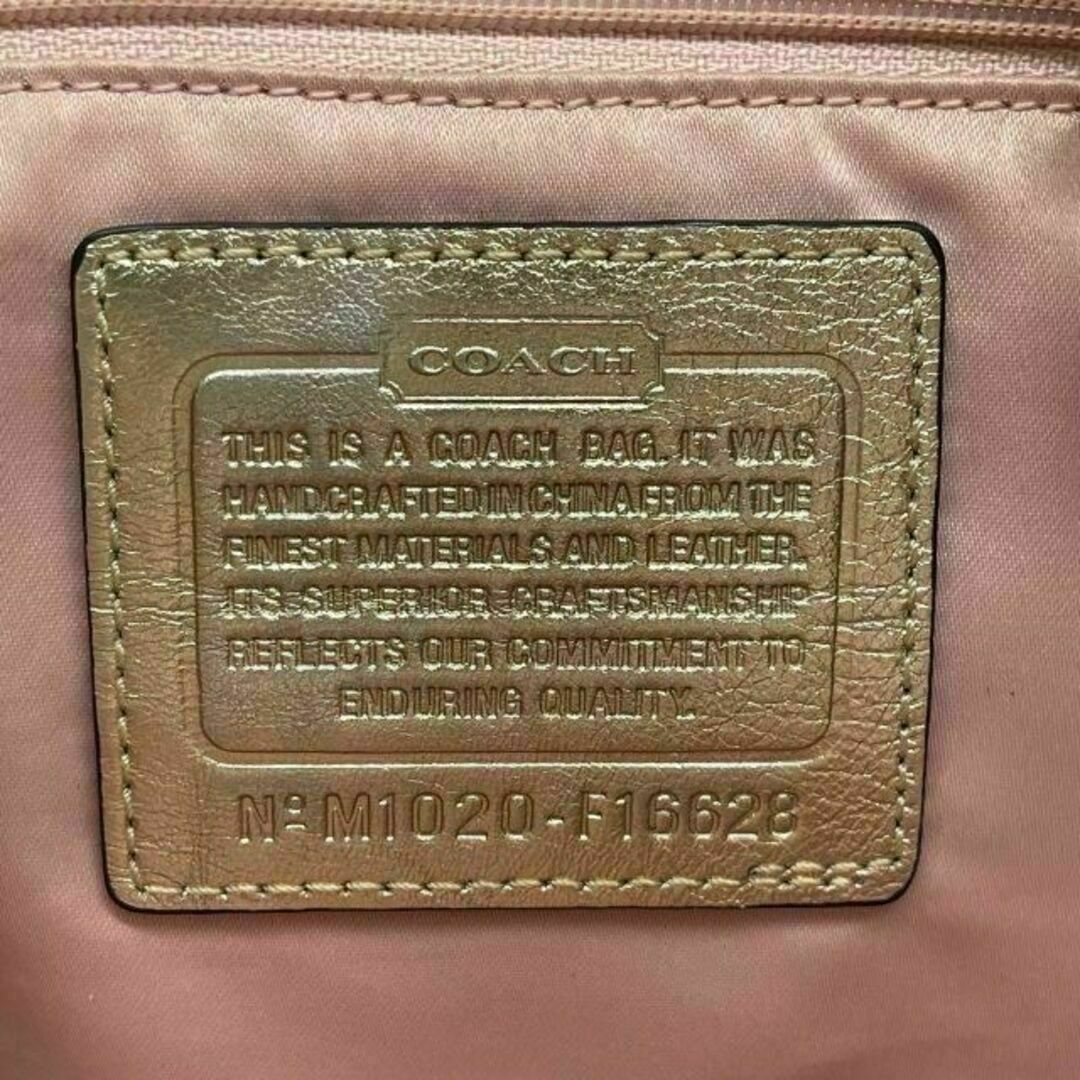 COACH
THIS IS A COACH BAG. IT WAS
HANDCRAFTED IN CHINA FROM THE
FINEST MATERIALS AND LEATHER.
ITS SUPERIOR CRAFTSMANSHIP
REFLECTS OUR COMMITMENT TO
ENDURING QUALITY.
Nº M1020-F16628